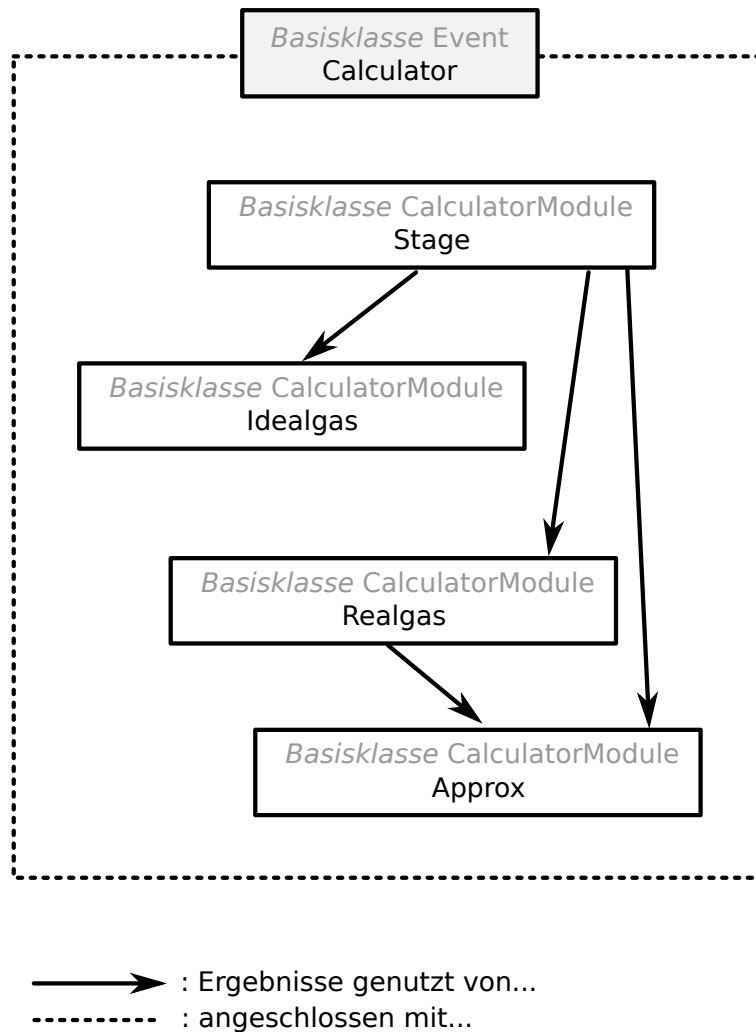 Basisklasse Event
Calculator
Basisklasse CalculatorModule
Stage
Basisklasse CalculatorModule
Idealgas
Basisklasse CalculatorModule
Realgas
Basisklasse CalculatorModule
Approx
: Ergebnisse genutzt von...
: angeschlossen mit...